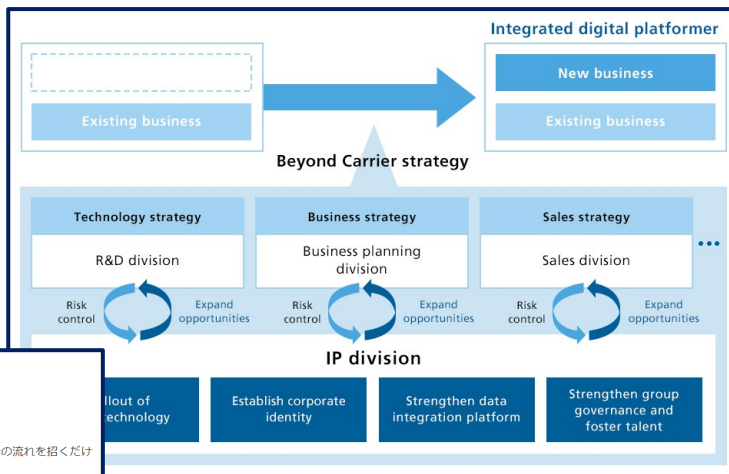 Integrated digital platformer
New business
Existing business
Existing business
Beyond Carrier strategy
Technology strategy
Business strategy
Sales strategy
R&D division
Business planning
division
Sales division
...
Risk
control
Expand
opportunities
Risk
control
Expand
opportunities
Risk
control
Expand
opportunities
IP division
llout of
technology
Establish corporate
identity
Strengthen data
integration platform
Strengthen group
governance and
foster talent
の流れを招くだけ